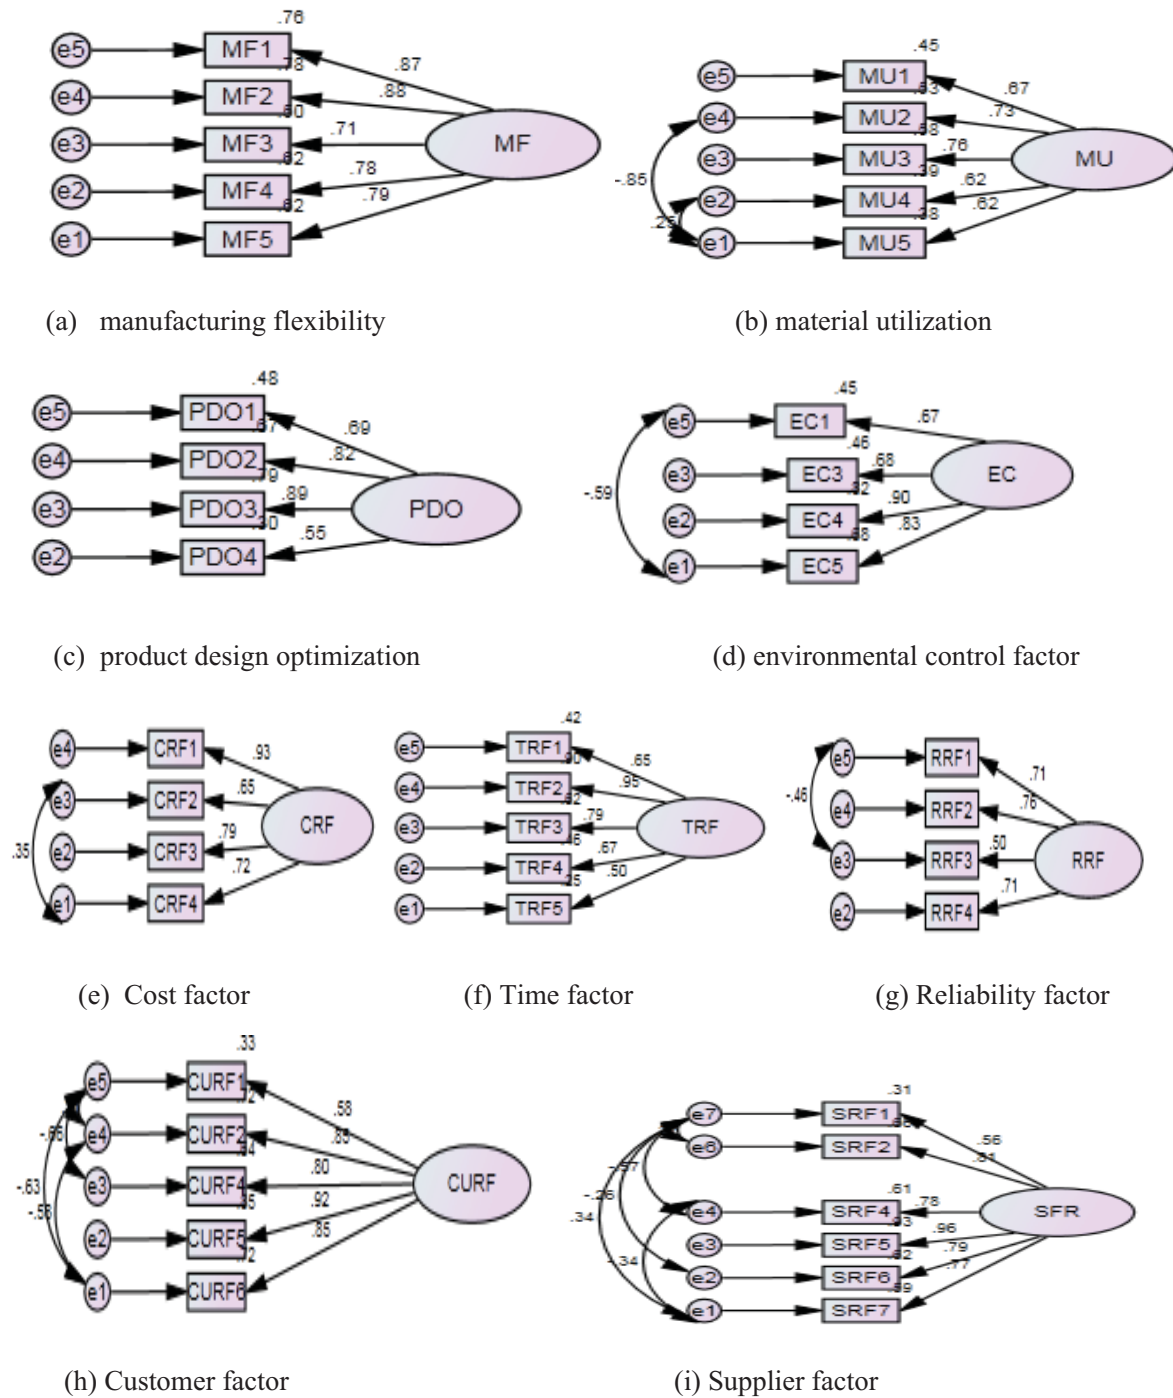 .76
e5 MF1 .87
.78
e4 MF2 .88
.60
e3 MF3 .71 MF
.62
e2 MF4 .78
.62
e1 MF5 .79
(a) manufacturing flexibility
.45
e5 MU1 .67
e4 MU2 .73
e3 MU3 .76 MU
.39
e2 MU4 .62
.38
e1 MU5 .62
-.85
(b) material utilization
.48
e5 PDO1 .69
.67
e4 PDO2 .82
.79
e3 PDO3 .89 PDO
.30
e2 PDO4 .55
(c) product design optimization
.45
e5 EC1 .67
.46
e3 EC3 .68 EC
e2 EC4 .90
.68
e1 EC5 .83
-.59
(d) environmental control factor
e4 CRF1 .93
e3 CRF2 .65
e2 CRF3 .79 CRF
e1 CRF4 .72
.35
(e) Cost factor
.42
e5 TRF1 .65
.90
e4 TRF2 .95
.62
e3 TRF3 .79 TRF
.46
e2 TRF4 .67
.25
e1 TRF5 .50
(f) Time factor
e5 RRF1 .71
e4 RRF2 .76
e3 RRF3 .50 RRF
e2 RRF4 .71
-.46
(g) Reliability factor
.33
e5 CURF1 .58
.72
e4 CURF2 .85
.64
e3 CURF4 .80 CURF
e2 CURF5 .92
.72
e1 CURF6 .85
-.63
(h) Customer factor
.31
e7 SRF1 .56
e6 SRF2
.61
e4 SRF4 .78 SFR
.93
e3 SRF5 .96
e2 SRF6 .79
.59
e1 SRF7 .77
-.26
.34
-.34
(i) Supplier factor